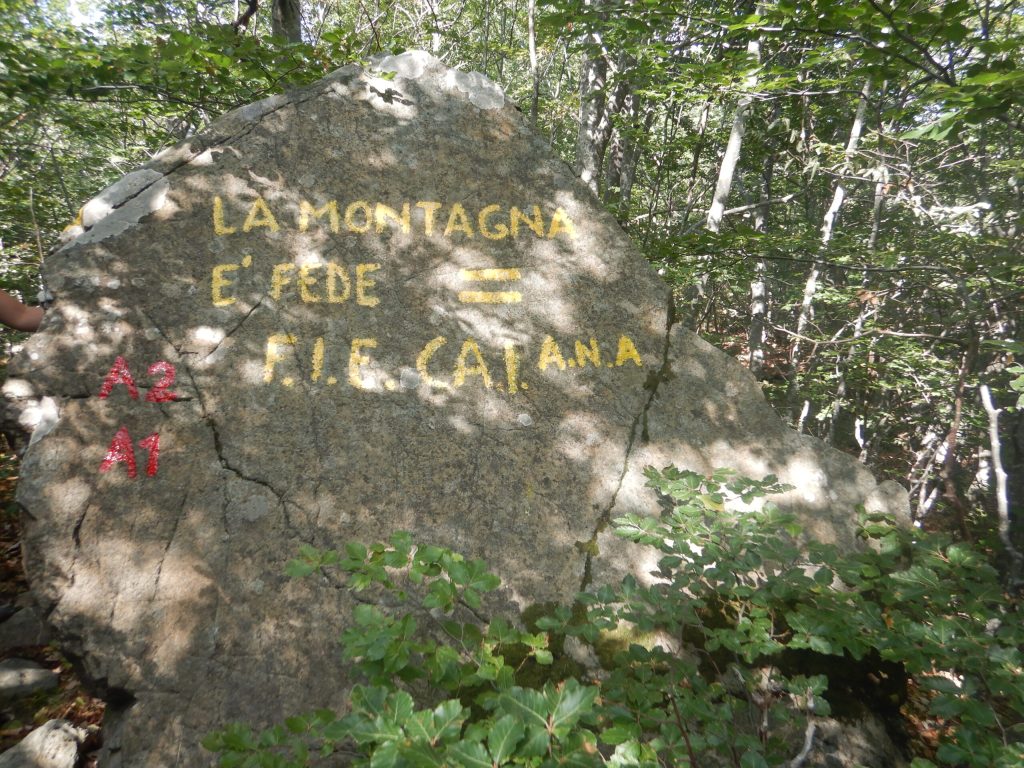 LA MONTAGNA
E' FEDE =
F.I.E. C.A.I. A.N.A
A2
A1